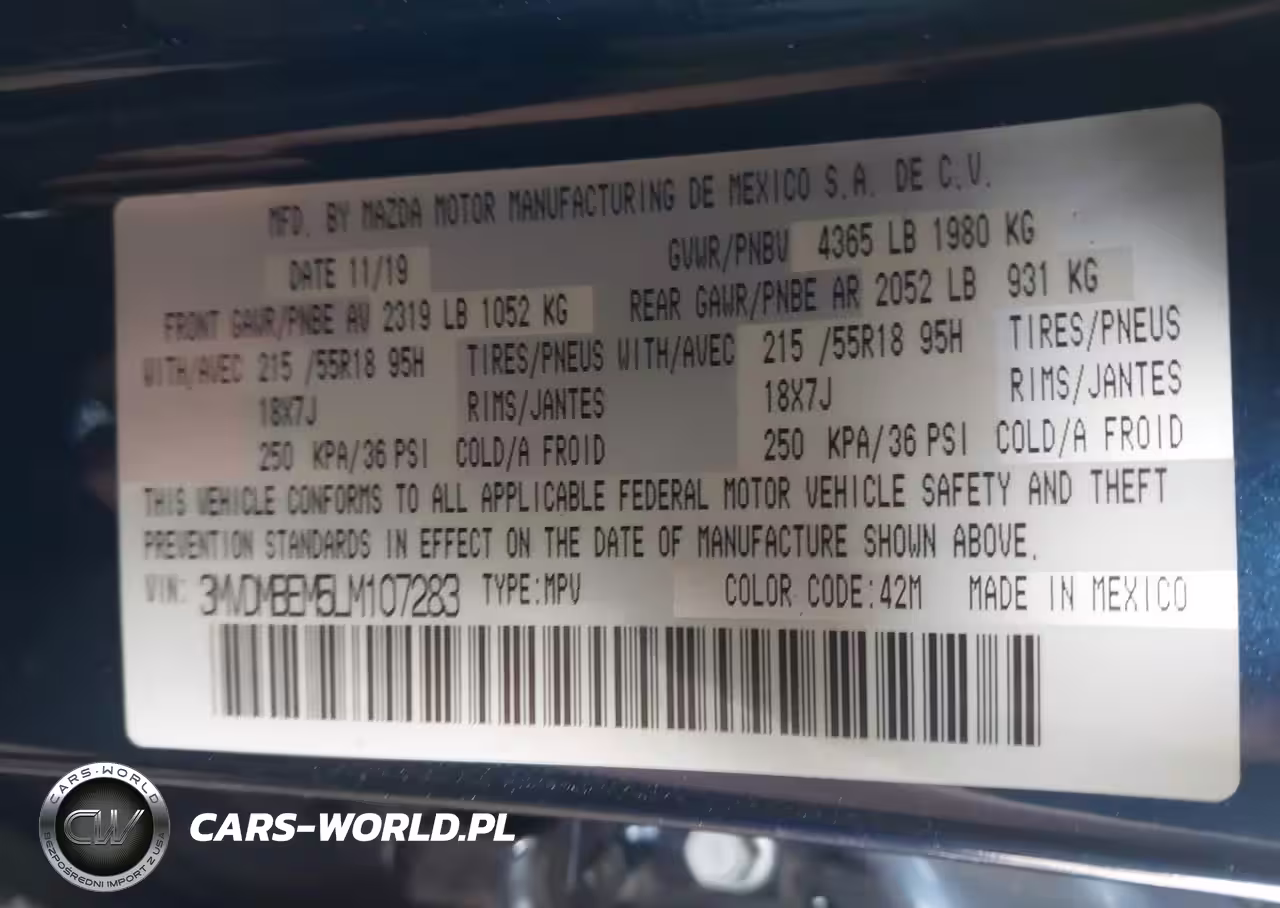 MFD. BY MAZDA MOTOR MANUFACTURING DE MEXICO S.A. DE C.V.
DATE 11/19 GVWR/PNBV 4365 LB 1980 KG
FRONT GAWR/PNBE AV 2319 LB 1052 KG REAR GAWR/PNBE AR 2052 LB 931 KG
WITH/AVEC 215 /55R18 95H TIRES/PNEUS WITH/AVEC 215 /55R18 95H TIRES/PNEUS
18X7J RIMS/JANTES 18X7J RIMS/JANTES
250 KPA/36 PSI COLD/A FROID 250 KPA/36 PSI COLD/A FROID
THIS VEHICLE CONFORMS TO ALL APPLICABLE FEDERAL MOTOR VEHICLE SAFETY AND THEFT
PREVENTION STANDARDS IN EFFECT ON THE DATE OF MANUFACTURE SHOWN ABOVE.
VIN: 3MVDMBEM5LM107283 TYPE:MPV COLOR CODE:42M MADE IN MEXICO
CARS-WORLD
CW
BEZPOŚREDNI IMPORT Z USA
CARS-WORLD.PL